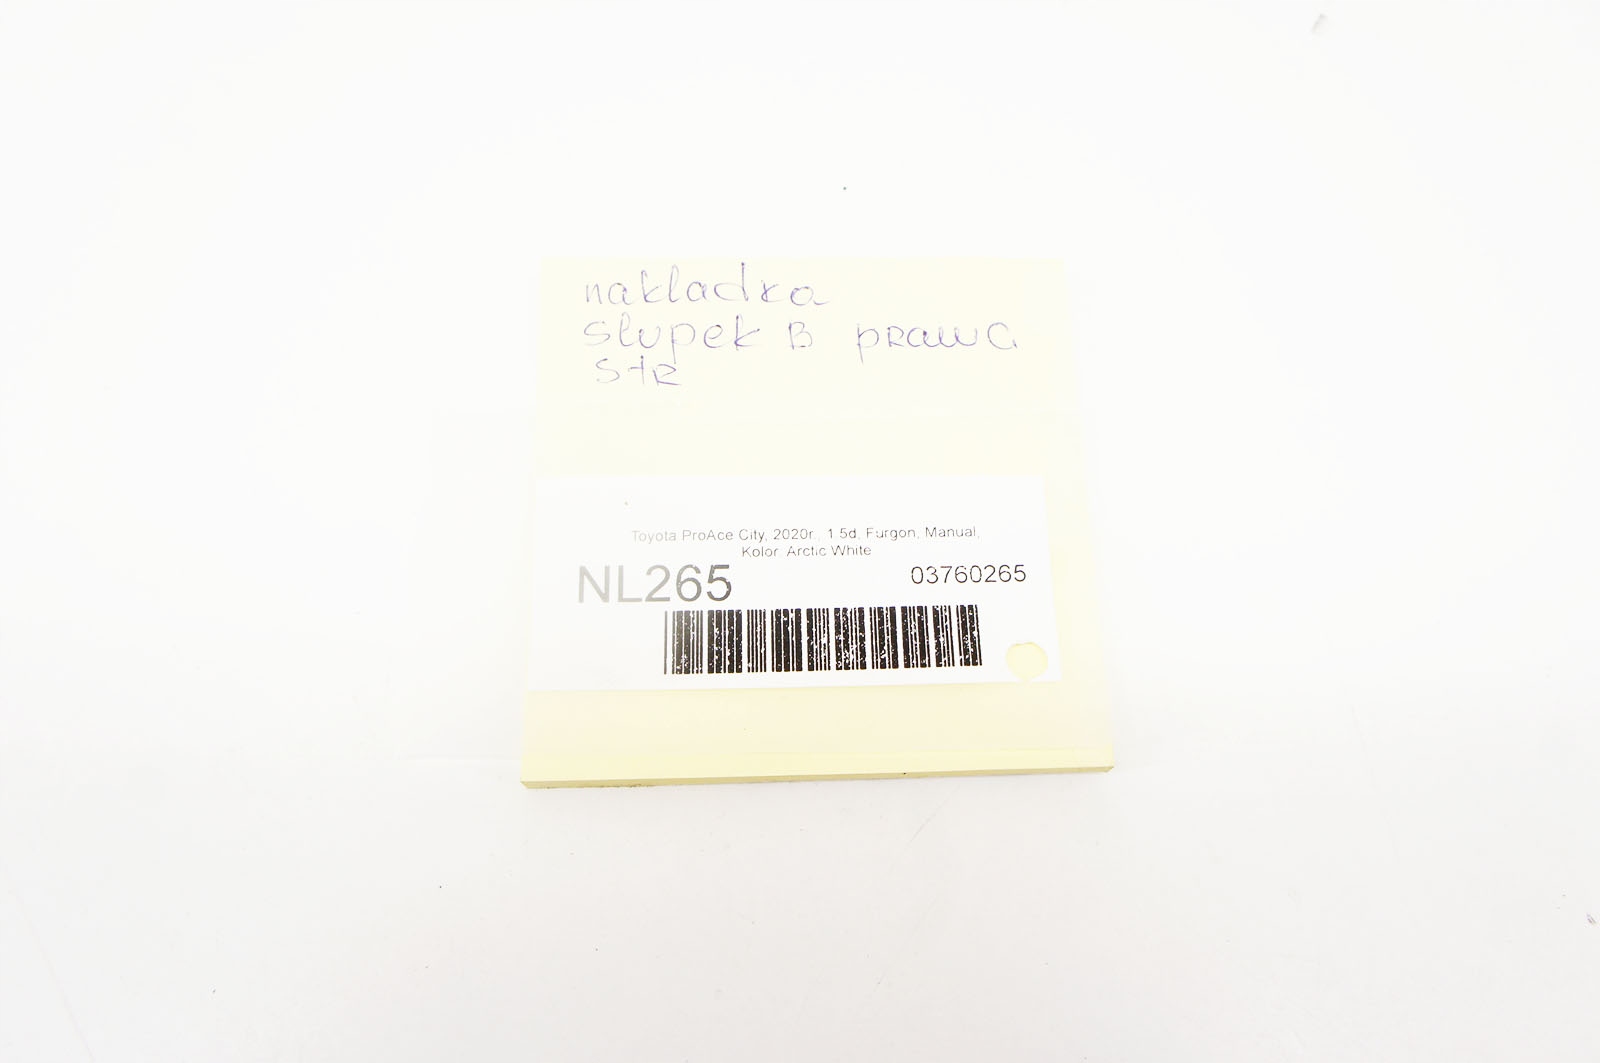 nakladka
słupek B prawa
str
Toyota ProAce City, 2020r., 1.5d, Furgon, Manual,
Kolor: Arctic White
NL265
03760265